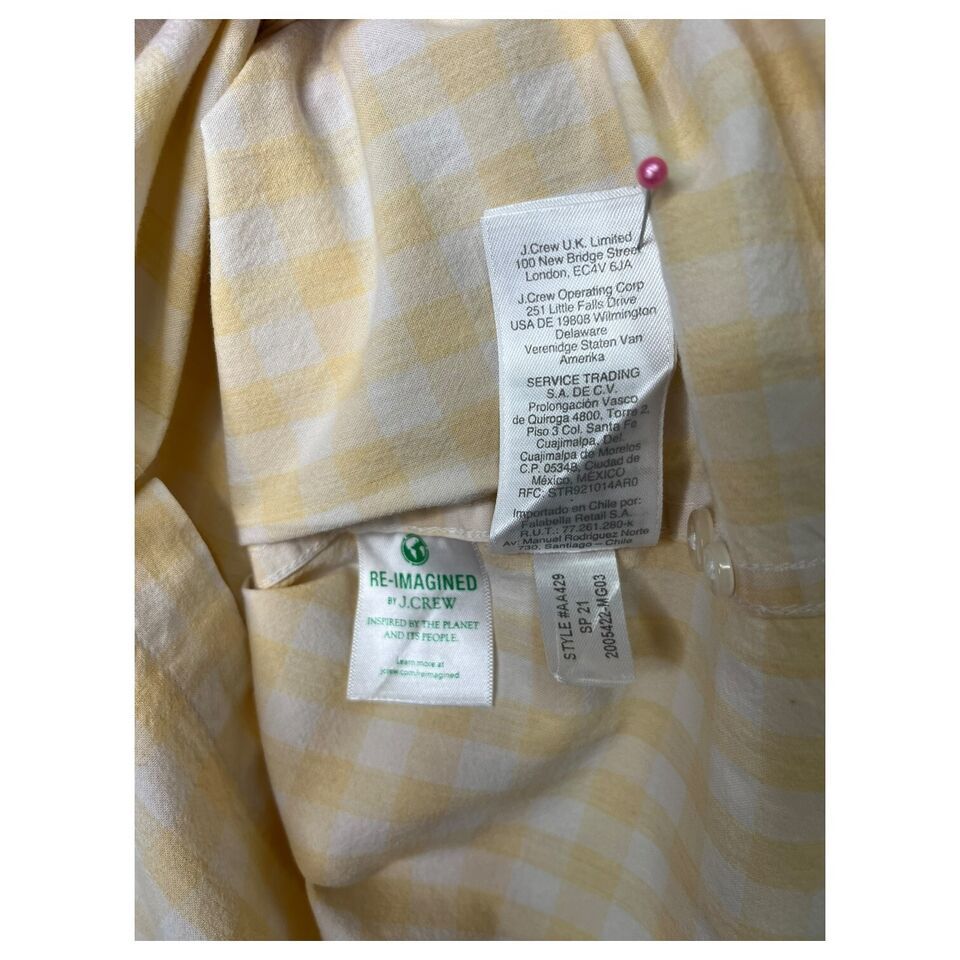 J.Crew U.K. Limited
100 New Bridge Street
London, EC4V 6JA
J.Crew Operating Corp
251 Little Falls Drive
USA DE 19808 Wilmington
Delaware
Verenidge Staten Van
Amerika
SERVICE TRADING
S.A. DE C.V.
Prolongación Vasco
de Quiroga 4800, Torre 2,
Piso 3 Col. Santa Fe
Cuajimalpa, Del.
Cuajimalpa de Morelos
C.P. 05348, Ciudad de
México, MÉXICO
RFC: STR921014AR0
Importado en Chile por:
Falabella Retail S.A.
R.U.T.: 77.261.280-k
Av. Manuel Rodriguez Norte
730, Santiago - Chile
RE-IMAGINED
BY J.CREW
INSPIRED BY THE PLANET
AND ITS PEOPLE.
Learn more at
jcrew.com/reimagined
STYLE #AA429
SP 21
2005422-MG03